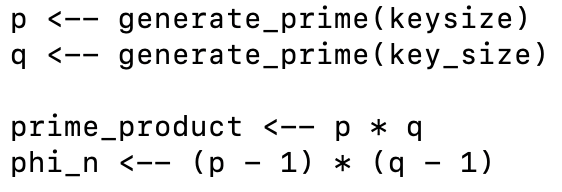 p <-- generate_prime(keysize)
q <-- generate_prime(key_size)
prime_product <-- p * q
phi_n <-- (p - 1) * (q - 1)